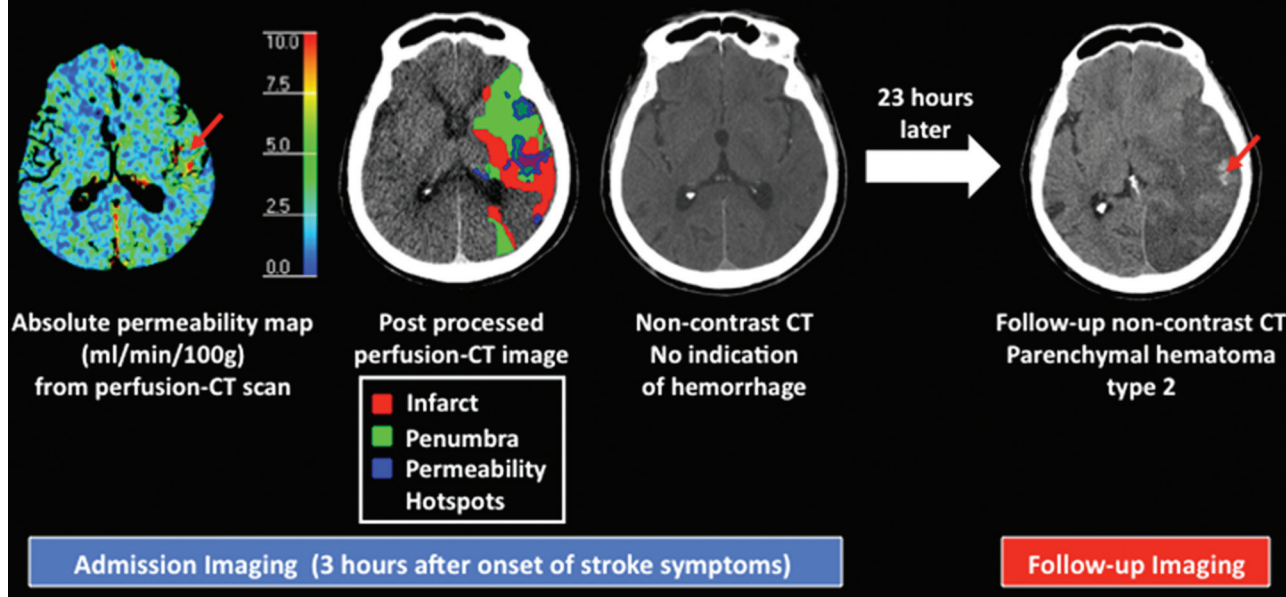 10.0
7.5
5.0
2.5
0.0
23 hours
later
Absolute permeability map
(ml/min/100g)
from perfusion-CT scan
Post processed
perfusion-CT image
Infarct
Penumbra
Permeability
Hotspots
Non-contrast CT
No indication
of hemorrhage
Follow-up non-contrast CT
Parenchymal hematoma
type 2
Admission Imaging (3 hours after onset of stroke symptoms)
Follow-up Imaging